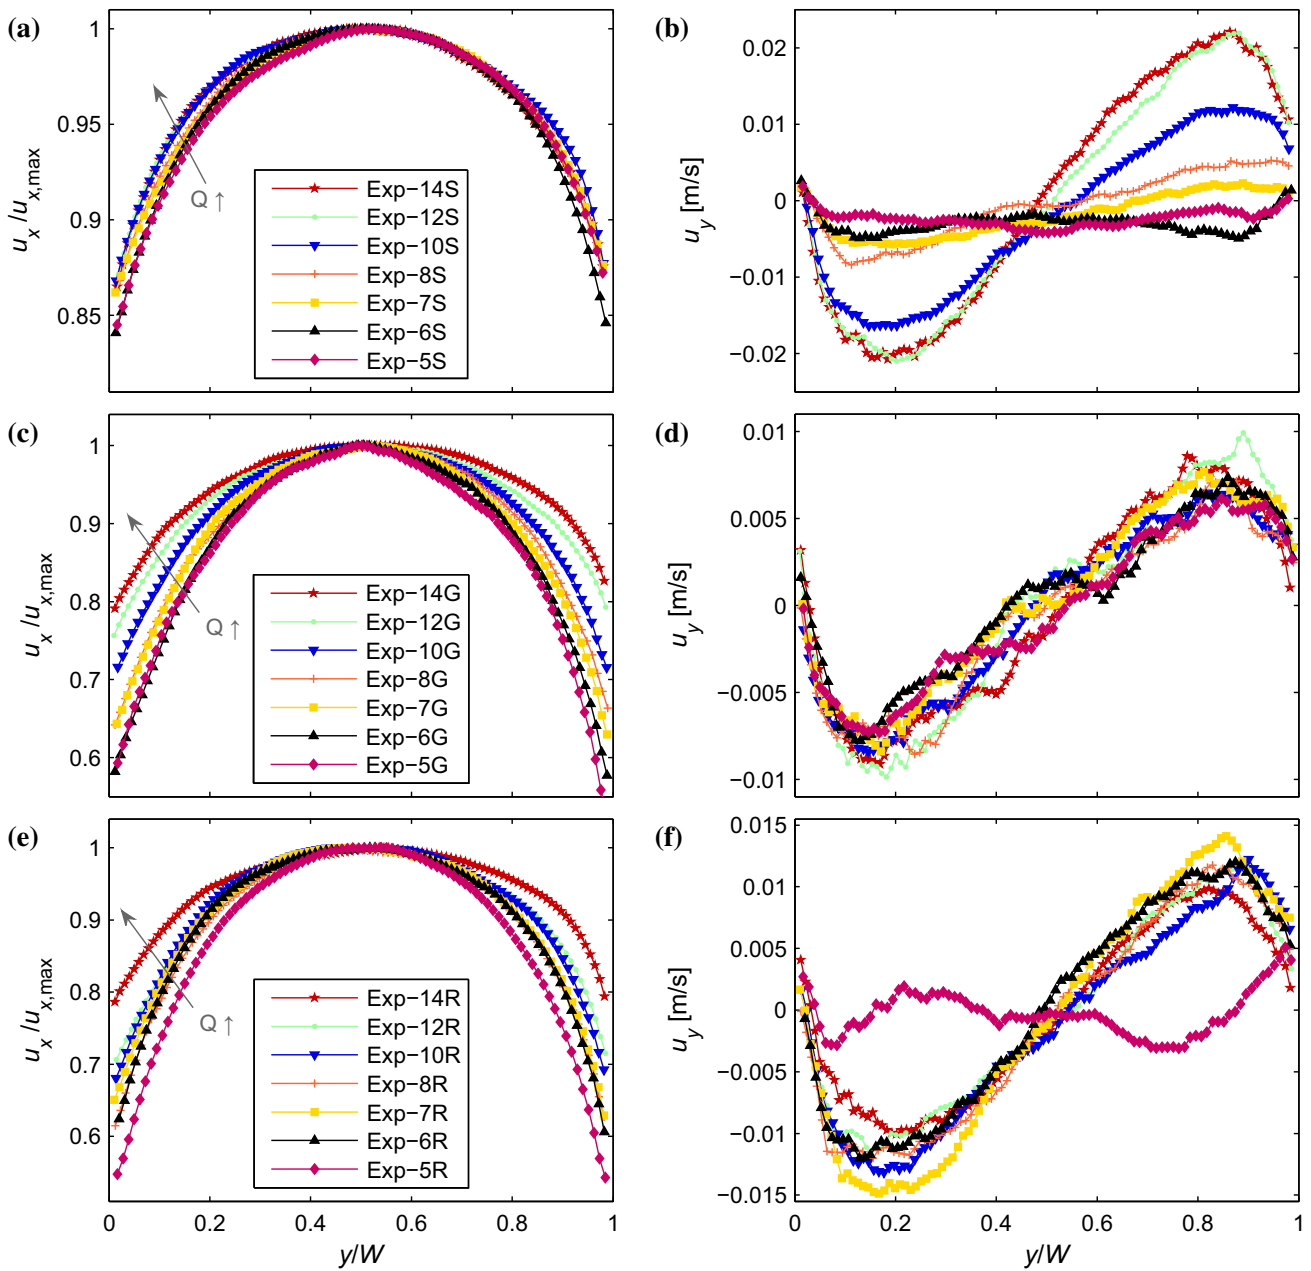 (a)
1
0.95
0.9
0.85
u_x /u_x,max
Q ↑
Exp-14S
Exp-12S
Exp-10S
Exp-8S
Exp-7S
Exp-6S
Exp-5S
(b)
0.02
0.01
0
−0.01
−0.02
u_y [m/s]
(c)
1
0.9
0.8
0.7
0.6
u_x /u_x,max
Q ↑
Exp-14G
Exp-12G
Exp-10G
Exp-8G
Exp-7G
Exp-6G
Exp-5G
(d)
0.01
0.005
0
−0.005
−0.01
u_y [m/s]
(e)
1
0.9
0.8
0.7
0.6
u_x /u_x,max
Q ↑
Exp-14R
Exp-12R
Exp-10R
Exp-8R
Exp-7R
Exp-6R
Exp-5R
0 0.2 0.4 0.6 0.8 1
y/W
(f)
0.015
0.01
0.005
0
−0.005
−0.01
−0.015
u_y [m/s]
0 0.2 0.4 0.6 0.8 1
y/W